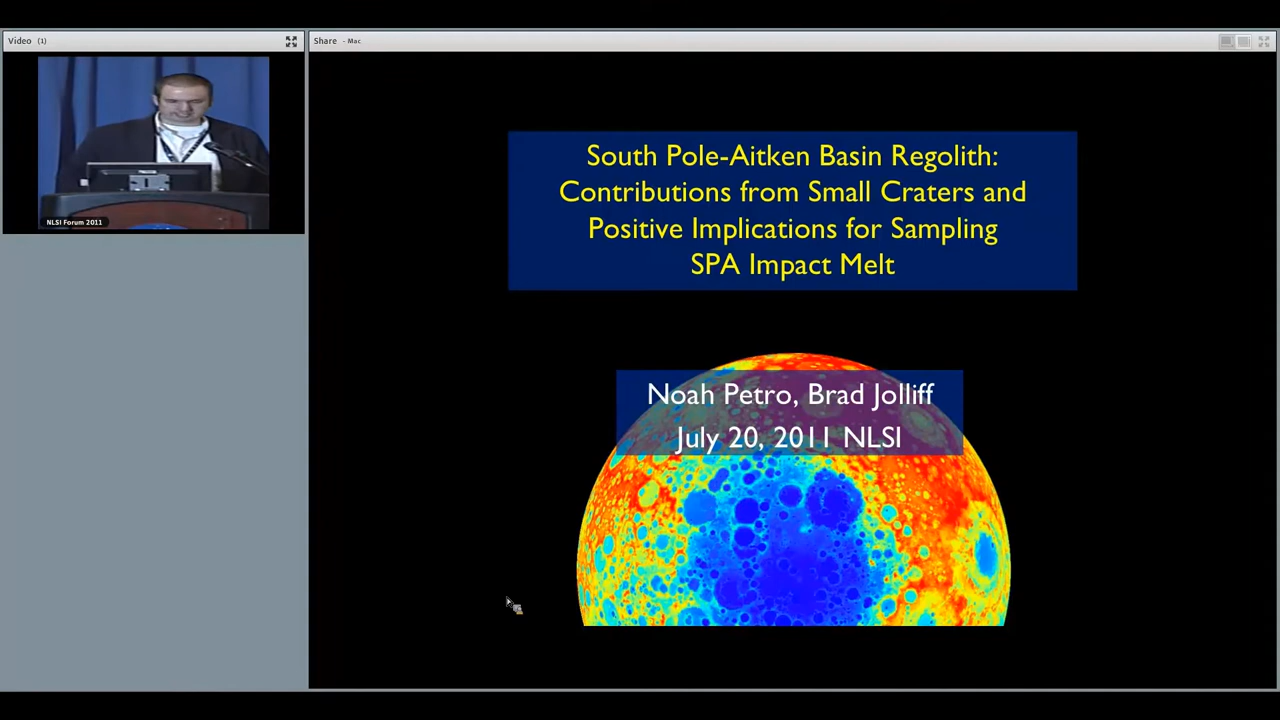 Video (1)
Share - Mac
NLSI Forum 2011
South Pole-Aitken Basin Regolith:
Contributions from Small Craters and
Positive Implications for Sampling
SPA Impact Melt
Noah Petro, Brad Jolliff
July 20, 2011 NLSI